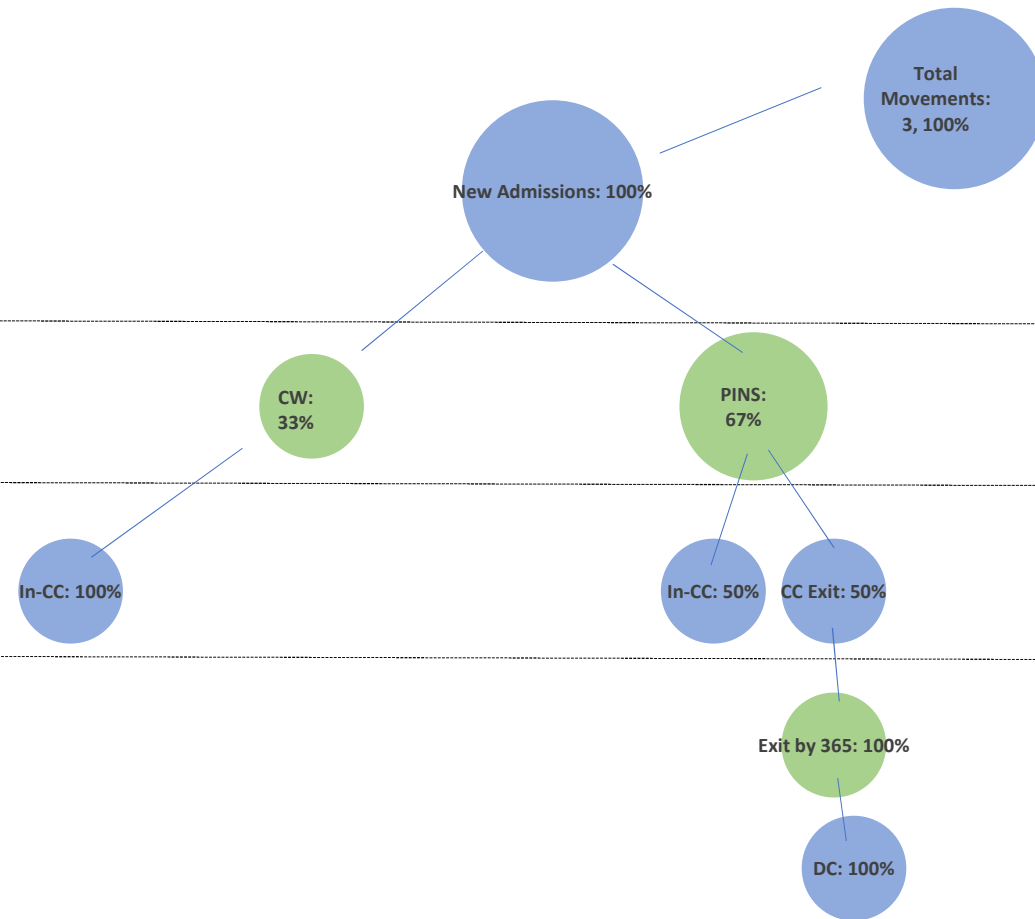 Total
Movements:
3, 100%
New Admissions: 100%
CW:
33%
PINS:
67%
In-CC: 100%
In-CC: 50%
CC Exit: 50%
Exit by 365: 100%
DC: 100%